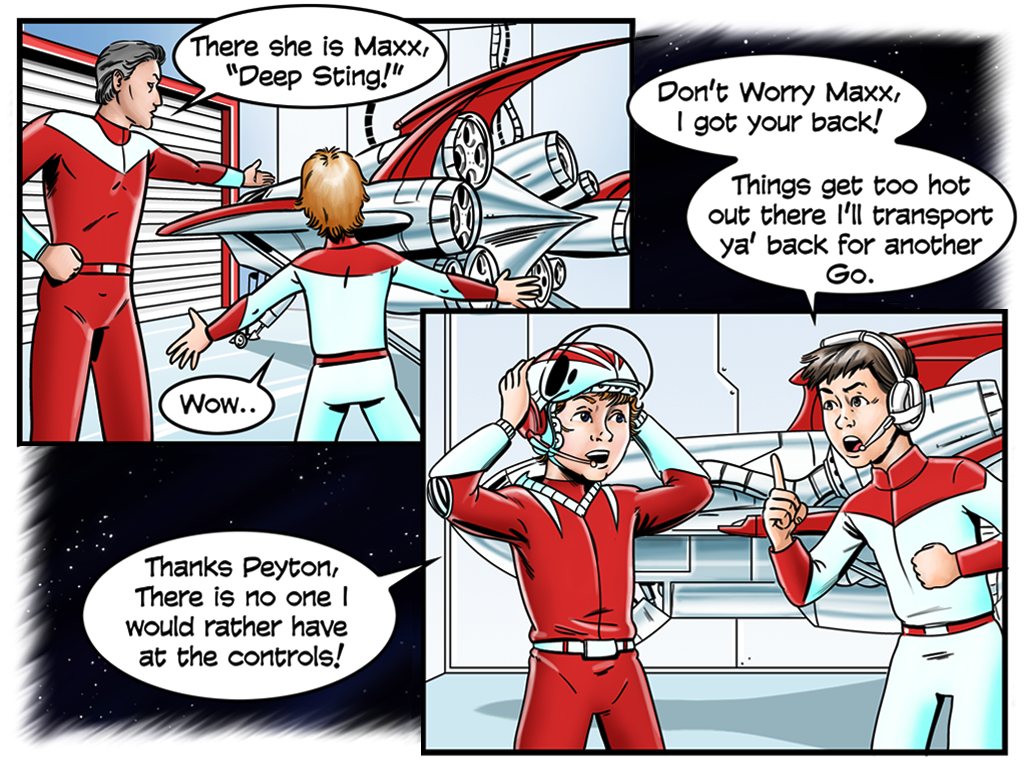 There she is Maxx,
"Deep Sting!"
Wow..
Don't Worry Maxx,
I got your back!
Things get too hot
out there I'll transport
ya' back for another
Go.
Thanks Peyton,
There is no one I
would rather have
at the controls!